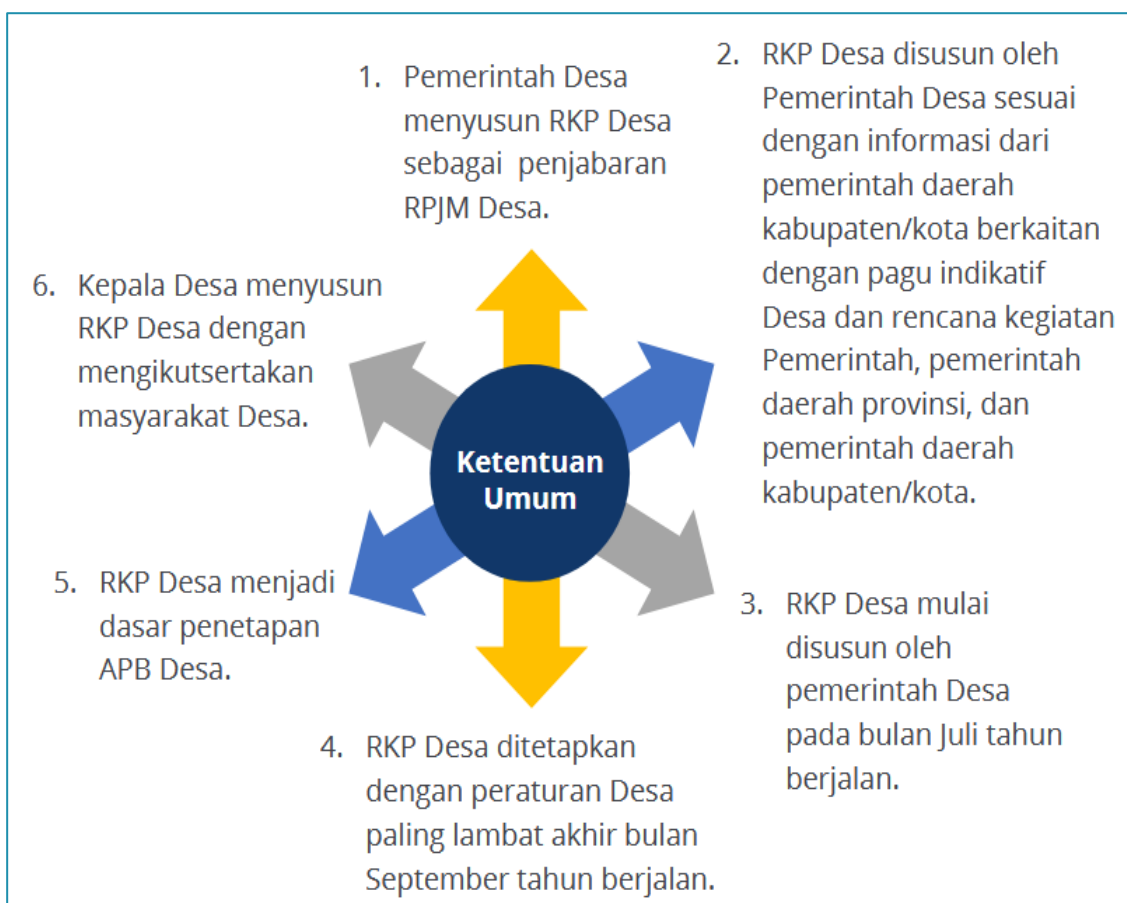 1. Pemerintah Desa
menyusun RKP Desa
sebagai penjabaran
RPJM Desa.
2. RKP Desa disusun oleh
Pemerintah Desa sesuai
dengan informasi dari
pemerintah daerah
kabupaten/kota berkaitan
dengan pagu indikatif
Desa dan rencana kegiatan
Pemerintah, pemerintah
daerah provinsi, dan
pemerintah daerah
kabupaten/kota.
3. RKP Desa mulai
disusun oleh
pemerintah Desa
pada bulan Juli tahun
berjalan.
4. RKP Desa ditetapkan
dengan peraturan Desa
paling lambat akhir bulan
September tahun berjalan.
5. RKP Desa menjadi
dasar penetapan
APB Desa.
6. Kepala Desa menyusun
RKP Desa dengan
mengikutsertakan
masyarakat Desa.
Ketentuan
Umum